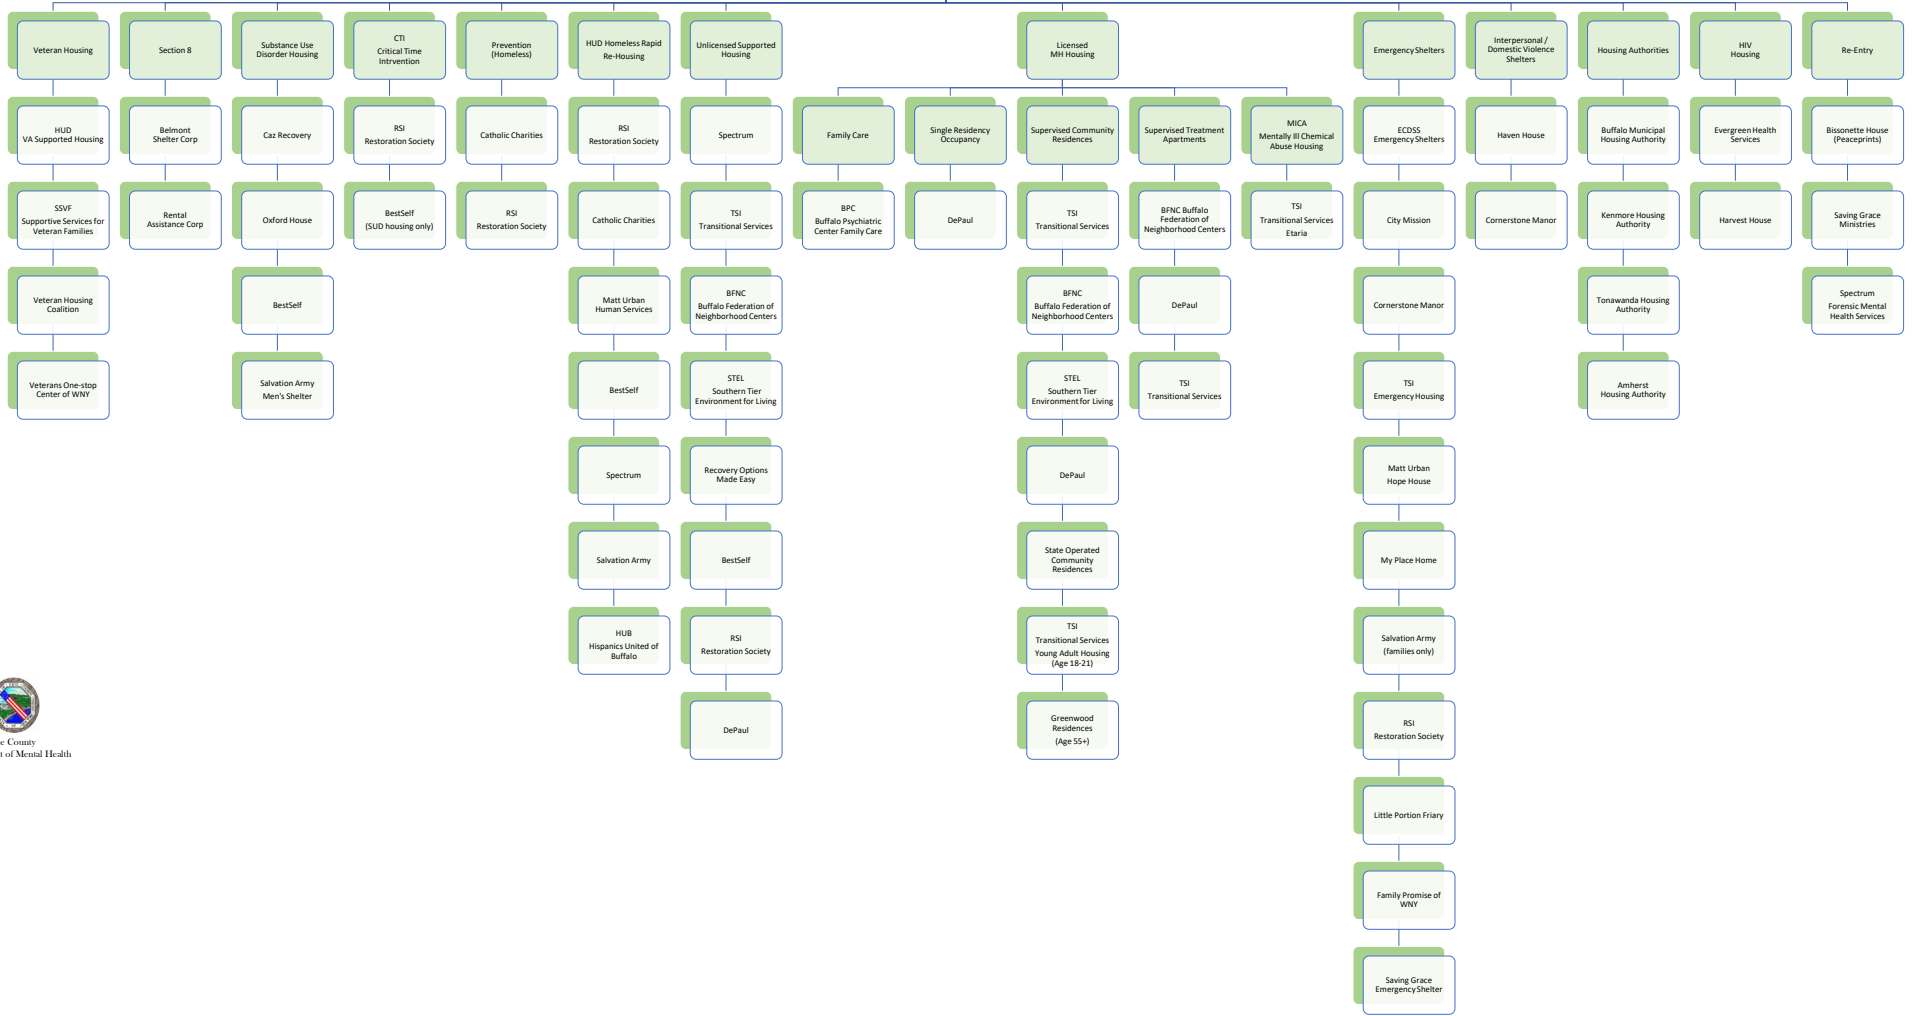 Veteran Housing
Section 8
Substance Use
Disorder Housing
CTI
Critical Time
Intrvention
Prevention
(Homeless)
HUD Homeless Rapid
Re-Housing
Unlicensed Supported
Housing
Licensed
MH Housing
Emergency Shelters
Interpersonal /
Domestic Violence
Shelters
Housing Authorities
HIV
Housing
Re-Entry
HUD
VA Supported Housing
Belmont
Shelter Corp
Caz Recovery
RSI
Restoration Society
Catholic Charities
RSI
Restoration Society
Spectrum
Family Care
Single Residency
Occupancy
Supervised Community
Residences
Supervised Treatment
Apartments
MICA
Mentally Ill Chemical
Abuse Housing
ECDSS
Emergency Shelters
Haven House
Buffalo Municipal
Housing Authority
Evergreen Health
Services
Bissonette House
(Peaceprints)
SSVF
Supportive Services for
Veteran Families
Rental
Assistance Corp
Oxford House
BestSelf
(SUD housing only)
RSI
Restoration Society
Catholic Charities
TSI
Transitional Services
BPC
Buffalo Psychiatric
Center Family Care
DePaul
TSI
Transitional Services
BFNC Buffalo
Federation of
Neighborhood Centers
TSI
Transitional Services
Etaria
City Mission
Cornerstone Manor
Kenmore Housing
Authority
Harvest House
Saving Grace
Ministries
Veteran Housing
Coalition
BestSelf
Matt Urban
Human Services
BFNC
Buffalo Federation of
Neighborhood Centers
BFNC
Buffalo Federation of
Neighborhood Centers
DePaul
Cornerstone Manor
Tonawanda Housing
Authority
Spectrum
Forensic Mental
Health Services
Veterans One-stop
Center of WNY
Salvation Army
Men's Shelter
BestSelf
STEL
Southern Tier
Environment for Living
STEL
Southern Tier
Environment for Living
TSI
Transitional Services
TSI
Emergency Housing
Amherst
Housing Authority
Spectrum
Recovery Options
Made Easy
DePaul
Matt Urban
Hope House
Salvation Army
BestSelf
State Operated
Community
Residences
My Place Home
HUB
Hispanics United of
Buffalo
RSI
Restoration Society
TSI
Transitional Services
Young Adult Housing
(Age 18-21)
Salvation Army
(families only)
DePaul
Greenwood
Residences
(Age 55+)
RSI
Restoration Society
e County
t of Mental Health
Little Portion Friary
Family Promise of
WNY
Saving Grace
Emergency Shelter